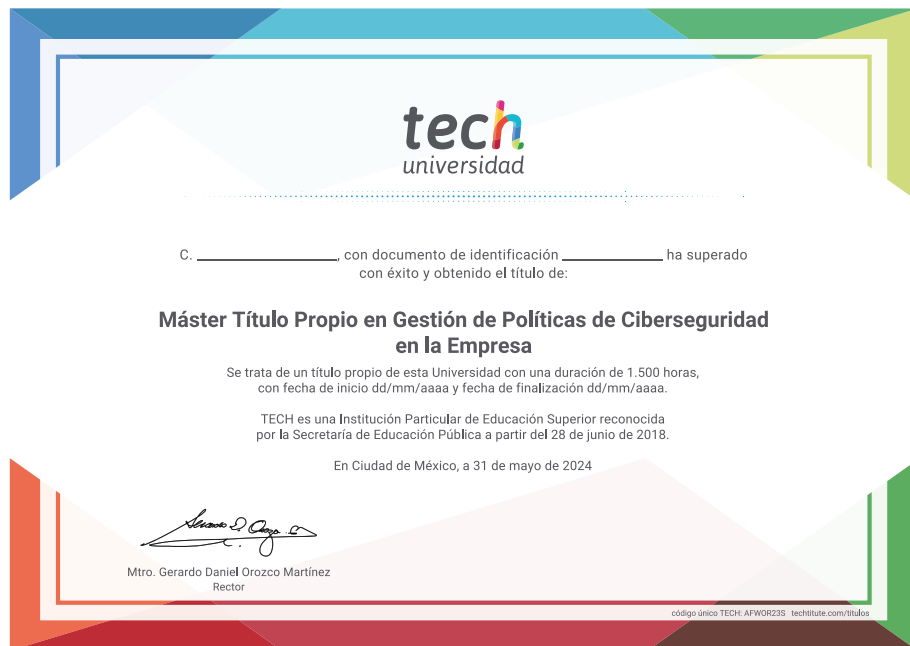 tech
universidad
C. ________________, con documento de identificación ____________ ha superado
con éxito y obtenido el título de:
Máster Título Propio en Gestión de Políticas de Ciberseguridad
en la Empresa
Se trata de un título propio de esta Universidad con una duración de 1.500 horas,
con fecha de inicio dd/mm/aaaa y fecha de finalización dd/mm/aaaa.
TECH es una Institución Particular de Educación Superior reconocida
por la Secretaría de Educación Pública a partir del 28 de junio de 2018.
En Ciudad de México, a 31 de mayo de 2024
Mtro. Gerardo Daniel Orozco Martínez
Rector
código único TECH: AFWOR23S techtitute.com/titulos